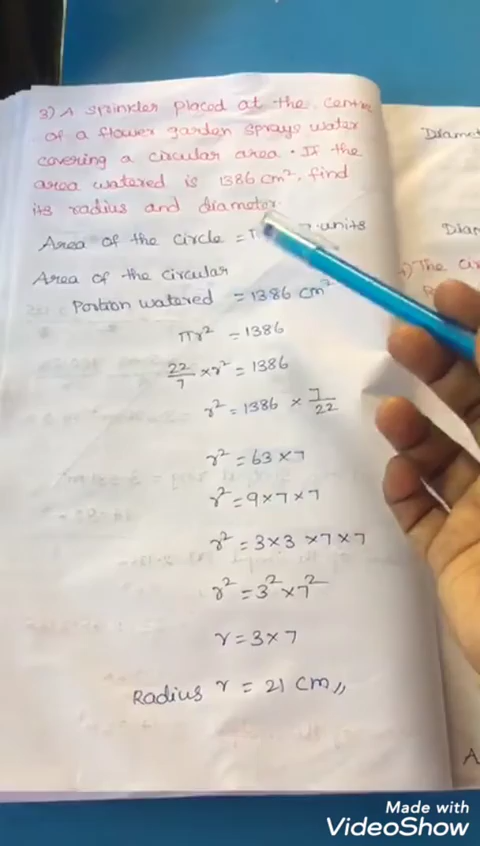 3) A sprinkler placed at the centre
of a flower garden sprays water
covering a circular area. If the
area watered is 1386 cm², find
its radius and diameter.
Area of the circle = units
Area of the circular
Portion watered = 1386 cm²
πr² = 1386
22/7 × r² = 1386
r² = 1386 × 7/22
r² = 63 × 7
r² = 9 × 7 × 7
r² = 3 × 3 × 7 × 7
r² = 3² × 7²
r = 3 × 7
Radius r = 21 cm,,
Made with
VideoShow